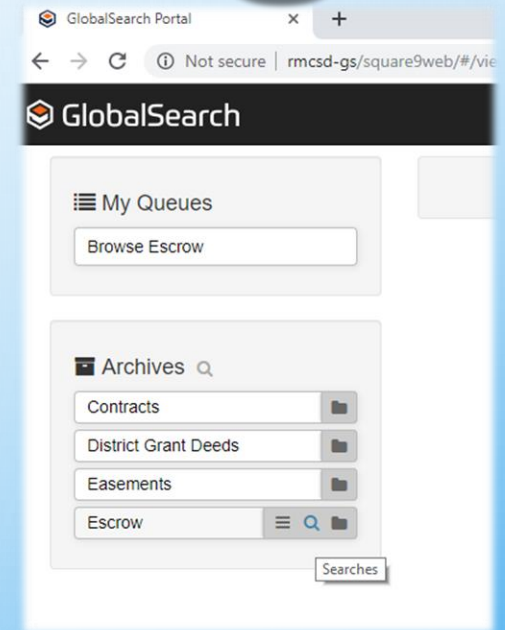 GlobalSearch Portal
Not secure | rmcsd-gs/square9web/#/vie
GlobalSearch
My Queues
Browse Escrow
Archives
Contracts
District Grant Deeds
Easements
Escrow
Searches